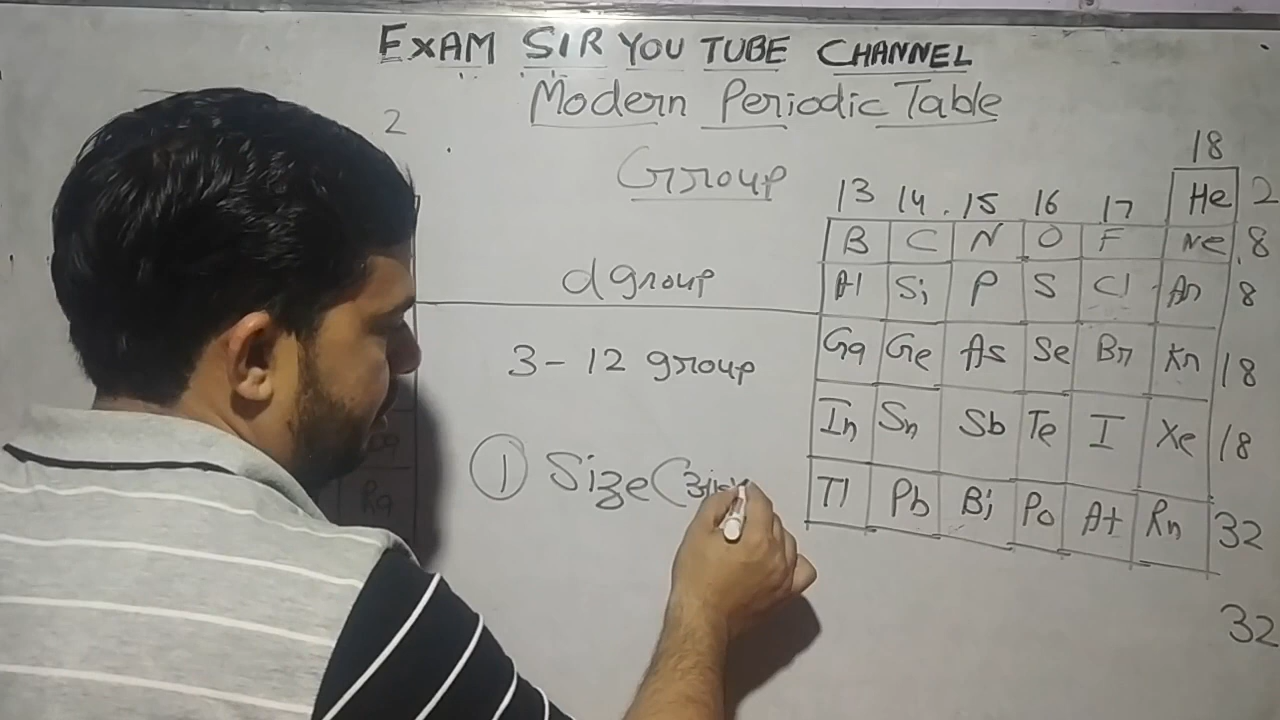 EXAM SIR YOU TUBE CHANNEL
Modern Periodic Table
2
Group
18
13 14 15 16 17 He 2
B C N O F Ne 8
d group
Al Si P S Cl Ar 8
3-12 group
Ga Ge As Se Br Kr 18
In Sn Sb Te I Xe 18
① Size (
Ra
Tl Pb Bi Po At Rn 32
32